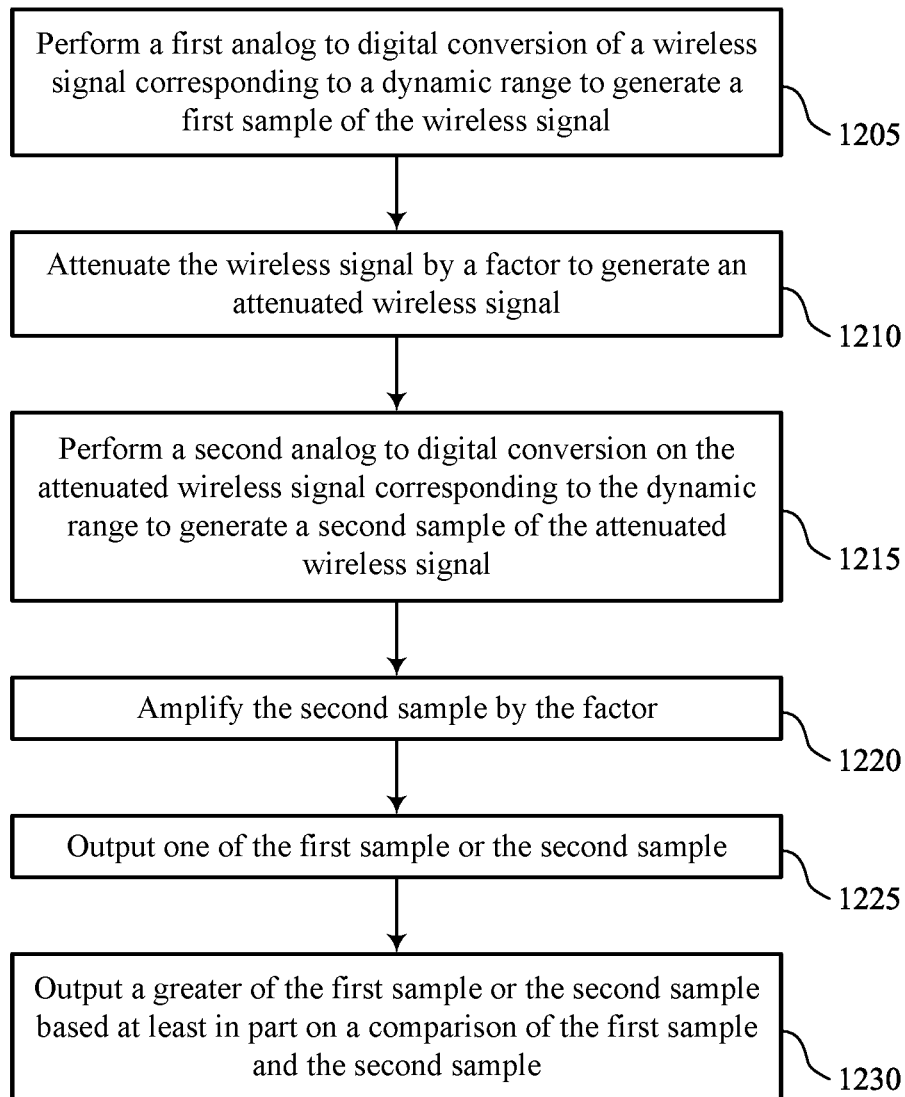 Perform a first analog to digital conversion of a wireless
signal corresponding to a dynamic range to generate a
first sample of the wireless signal
1205
Attenuate the wireless signal by a factor to generate an
attenuated wireless signal
1210
Perform a second analog to digital conversion on the
attenuated wireless signal corresponding to the dynamic
range to generate a second sample of the attenuated
wireless signal
1215
Amplify the second sample by the factor
1220
Output one of the first sample or the second sample
1225
Output a greater of the first sample or the second sample
based at least in part on a comparison of the first sample
and the second sample
1230